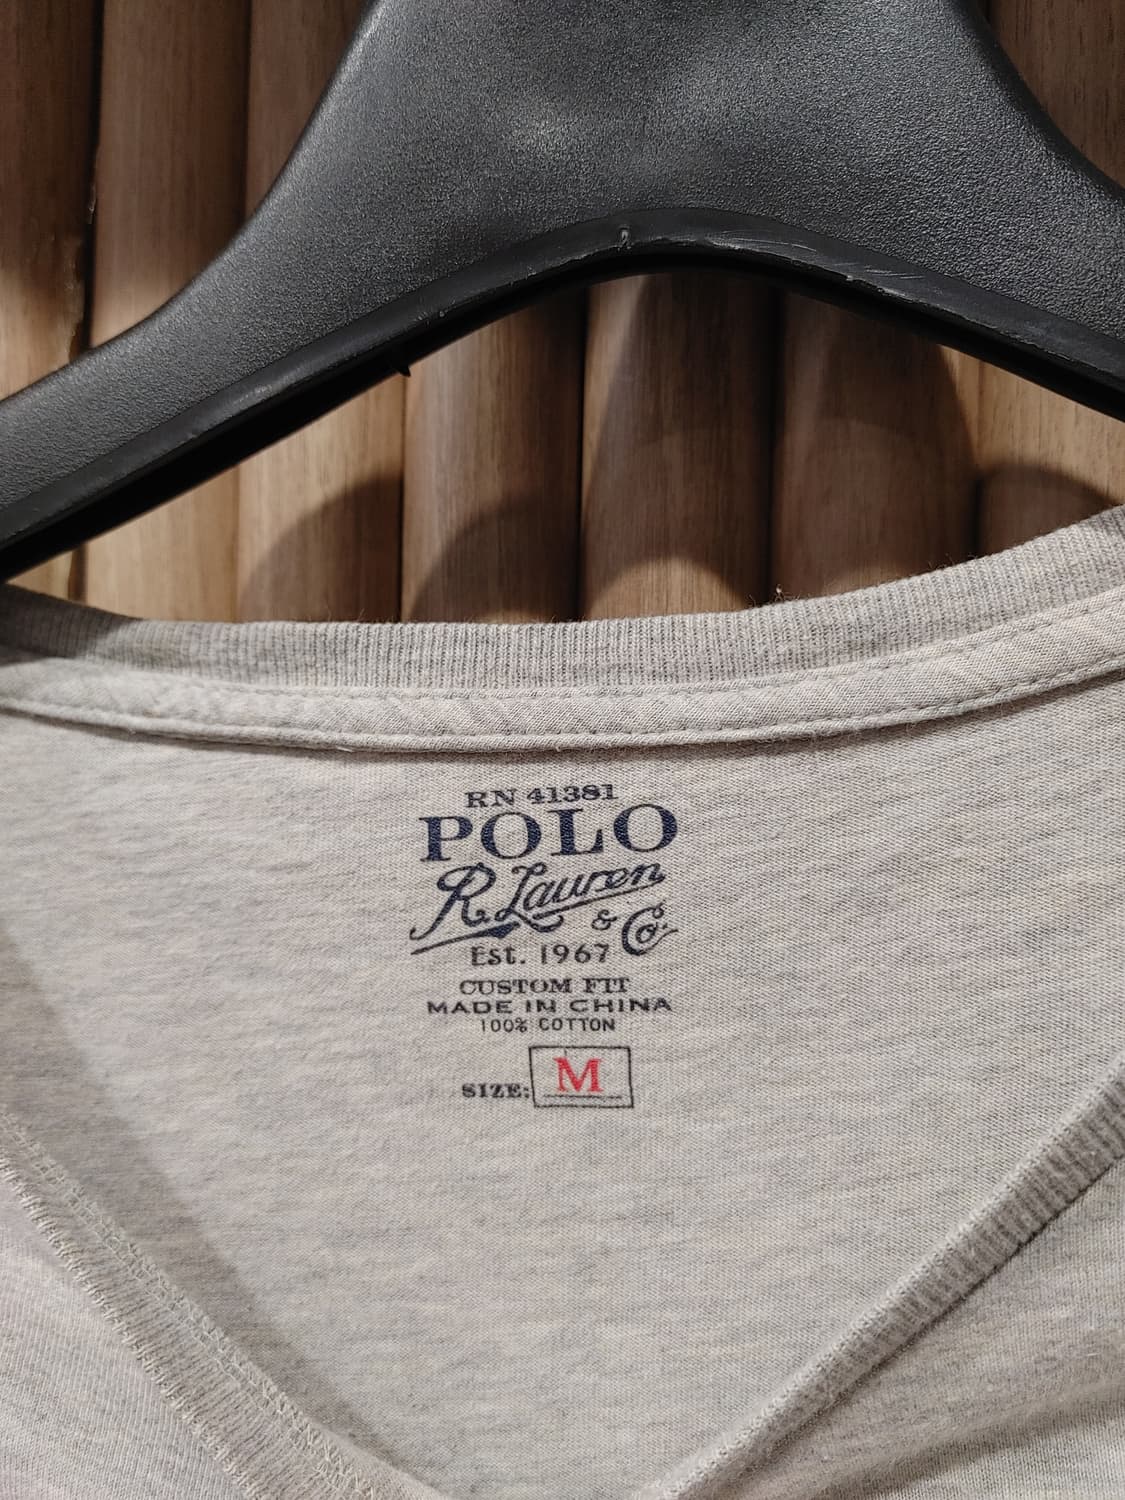 RN 41381
POLO
R. Lauren
& Co.
Est. 1967
CUSTOM FIT
MADE IN CHINA
100% COTTON
SIZE: M